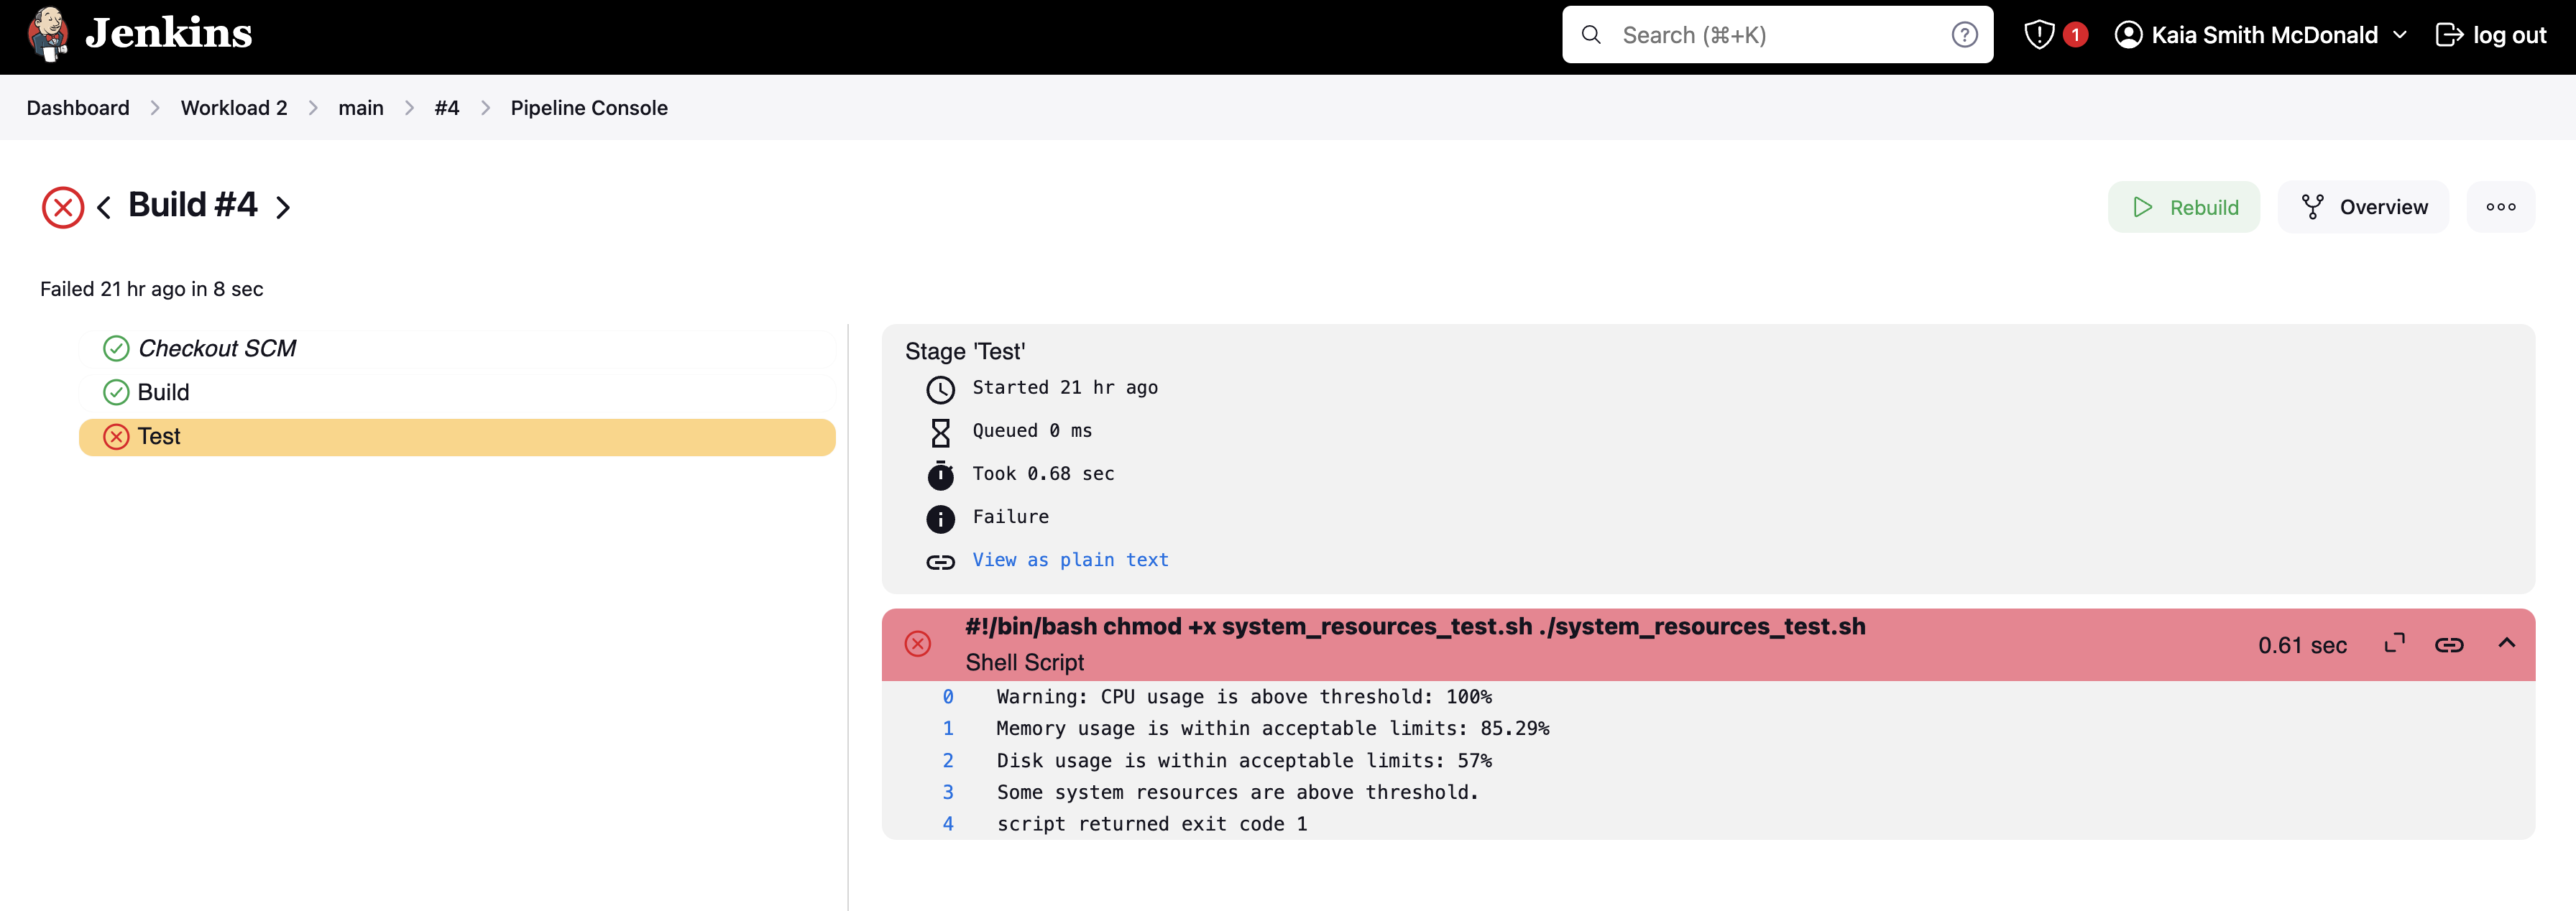 Jenkins
Search (⌘+K)
1
Kaia Smith McDonald
log out
Dashboard > Workload 2 > main > #4 > Pipeline Console
Build #4
Rebuild
Overview
Failed 21 hr ago in 8 sec
Checkout SCM
Build
Test
Stage 'Test'
Started 21 hr ago
Queued 0 ms
Took 0.68 sec
Failure
View as plain text
#!/bin/bash chmod +x system_resources_test.sh ./system_resources_test.sh
Shell Script
0.61 sec
0 Warning: CPU usage is above threshold: 100%
1 Memory usage is within acceptable limits: 85.29%
2 Disk usage is within acceptable limits: 57%
3 Some system resources are above threshold.
4 script returned exit code 1